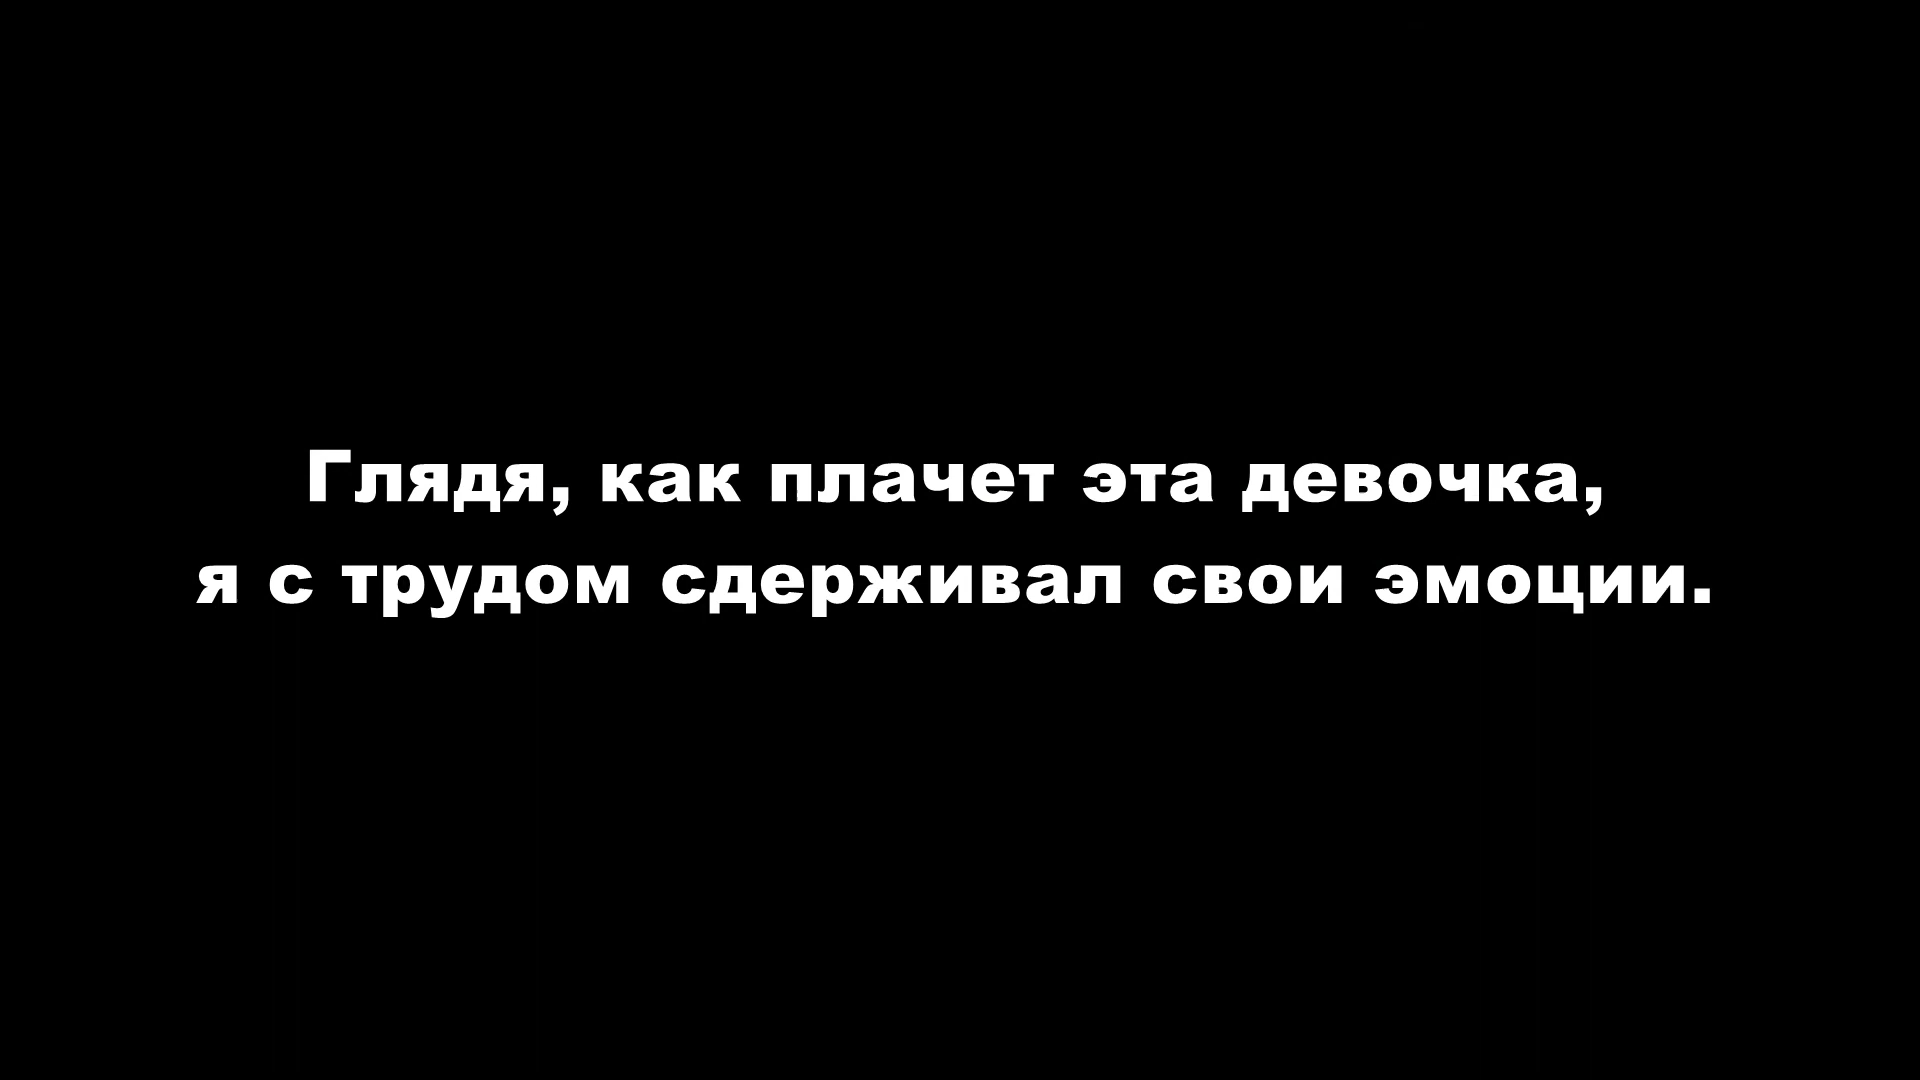 Глядя, как плачет эта девочка,
я с трудом сдерживал свои эмоции.